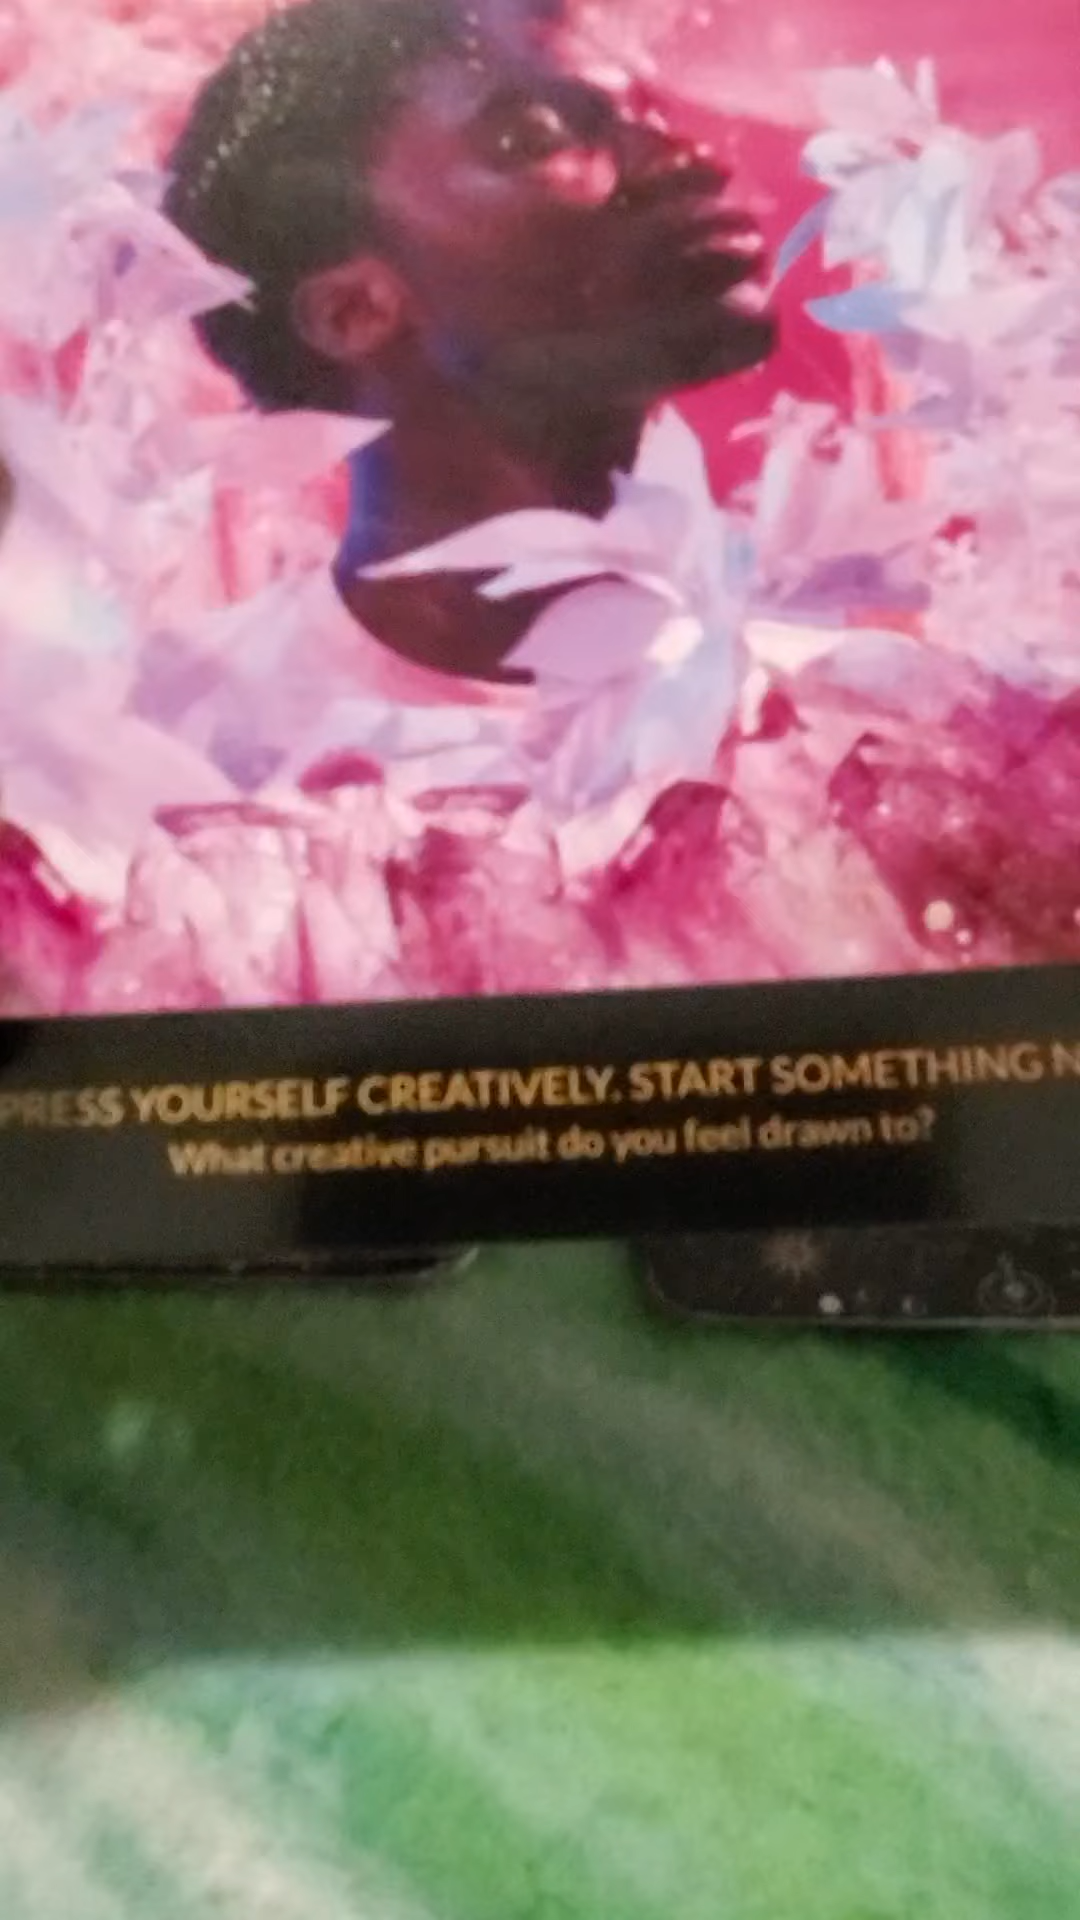 PRESS YOURSELF CREATIVELY. START SOMETHING N
What creative pursuit do you feel drawn to?